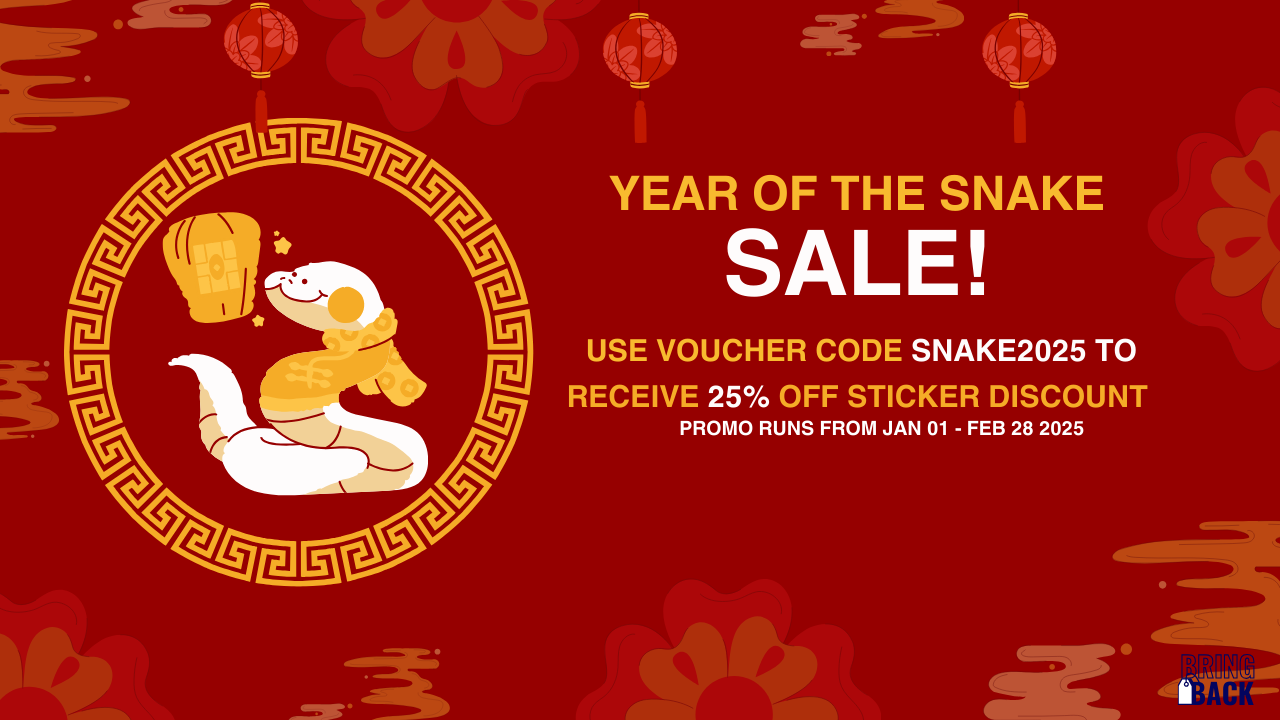 YEAR OF THE SNAKE
SALE!
USE VOUCHER CODE SNAKE2025 TO
RECEIVE 25% OFF STICKER DISCOUNT
PROMO RUNS FROM JAN 01 - FEB 28 2025
BRING
BACK